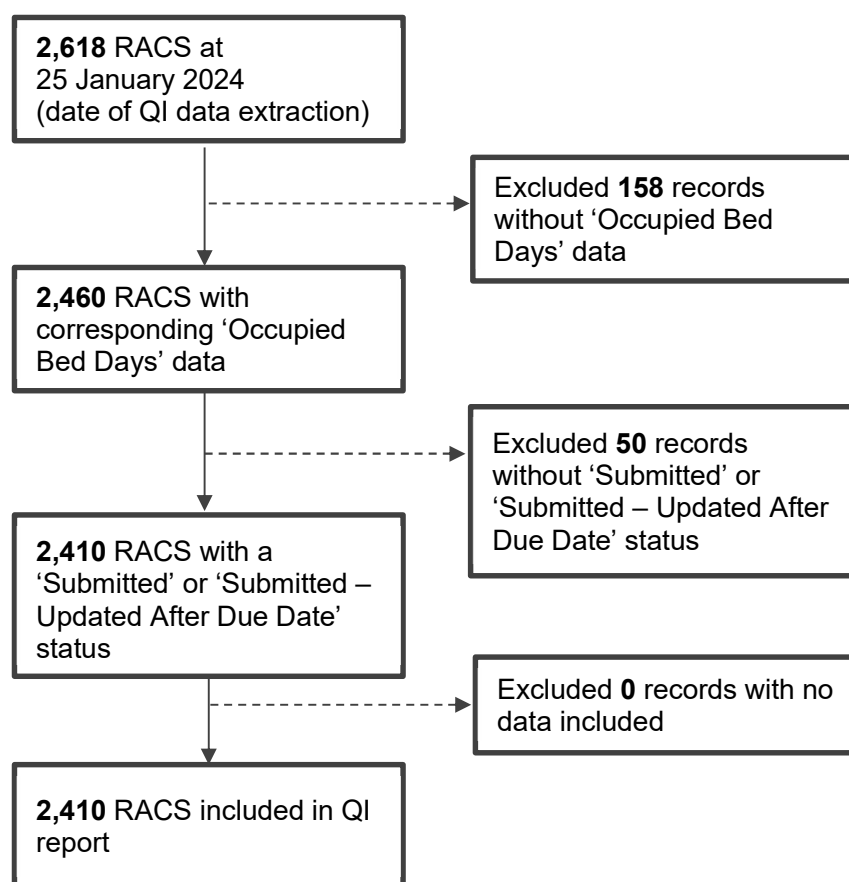 2,618 RACS at
25 January 2024
(date of QI data extraction)
Excluded 158 records
without ‘Occupied Bed
Days’ data
2,460 RACS with
corresponding ‘Occupied
Bed Days’ data
Excluded 50 records
without ‘Submitted’ or
‘Submitted – Updated After
Due Date’ status
2,410 RACS with a
‘Submitted’ or ‘Submitted –
Updated After Due Date’
status
Excluded 0 records with no
data included
2,410 RACS included in QI
report